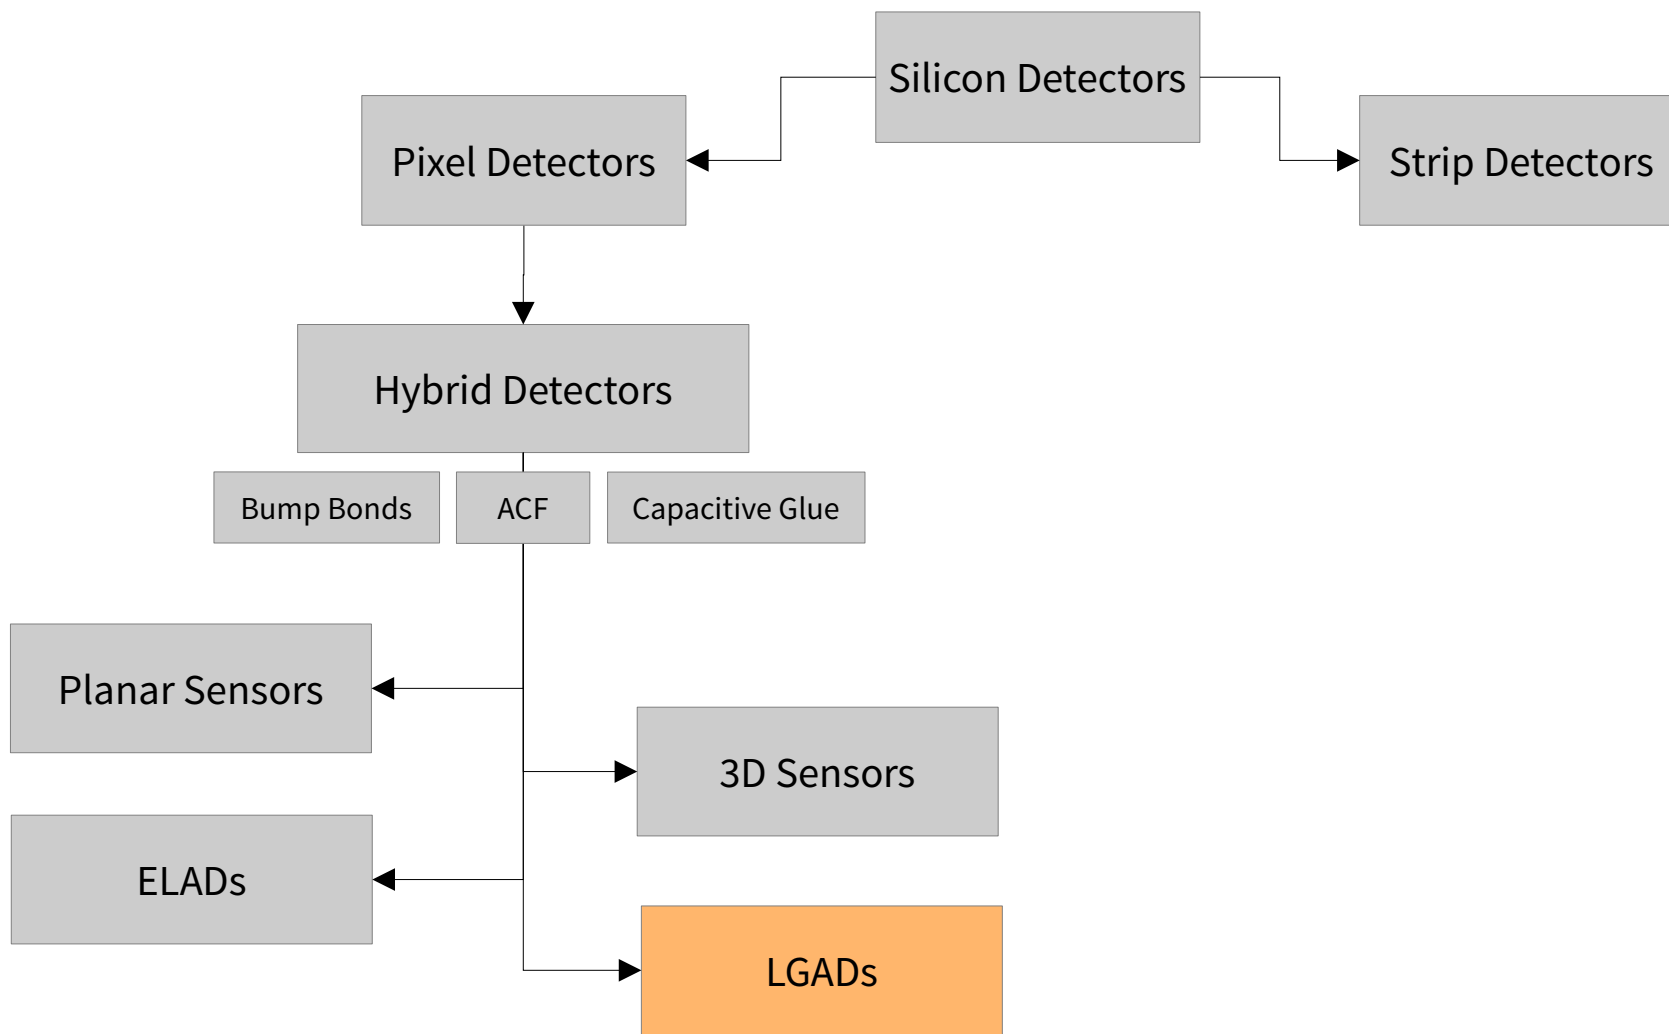 Silicon Detectors
Pixel Detectors
Strip Detectors
Hybrid Detectors
Bump Bonds
ACF
Capacitive Glue
Planar Sensors
3D Sensors
ELADs
LGADs